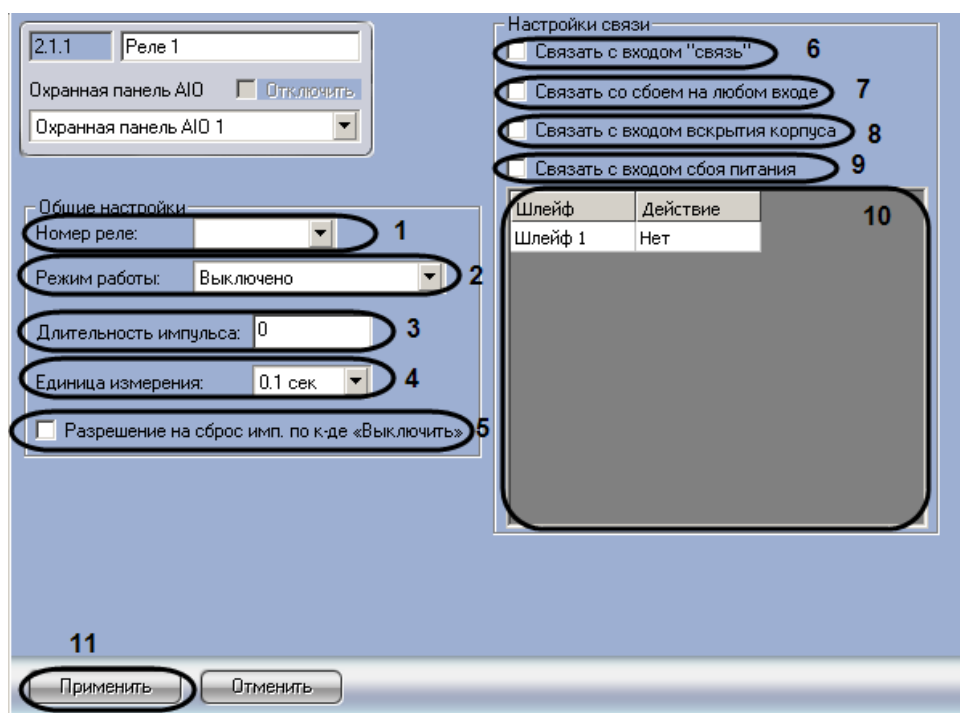 2.1.1 Реле 1
Охранная панель AIO Отключить
Охранная панель AIO 1
Общие настройки
Номер реле: 1
Режим работы: Выключено 2
Длительность импульса: 0 3
Единица измерения: 0.1 сек 4
Разрешение на сброс имп. по к-де «Выключить» 5
Настройки связи
Связать с входом "связь" 6
Связать со сбоем на любом входе 7
Связать с входом вскрытия корпуса 8
Связать с входом сбоя питания 9
Шлейф Действие 10
Шлейф 1 Нет
11
Применить Отменить